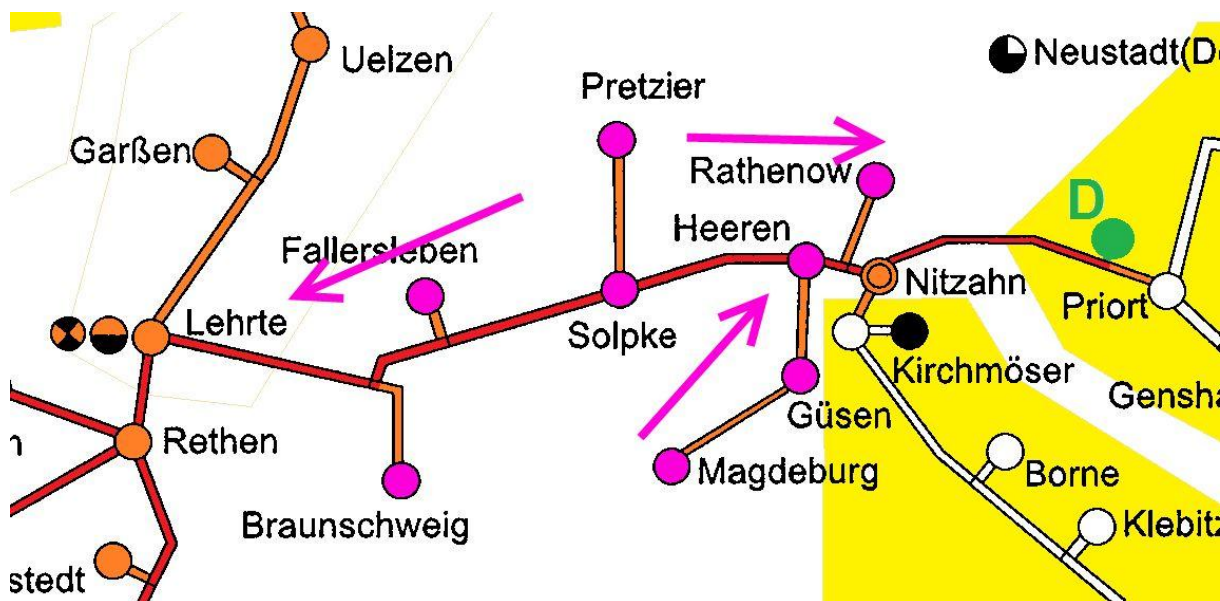 Uelzen
Neustadt(D
Pretzier
Garßen
Rathenow
D
Heeren
Fallersleben
Nitzahn
Priort
Lehrte
Solpke
Kirchmöser
Gensha
Güsen
n
Rethen
Magdeburg
Borne
Braunschweig
Klebitz
stedt